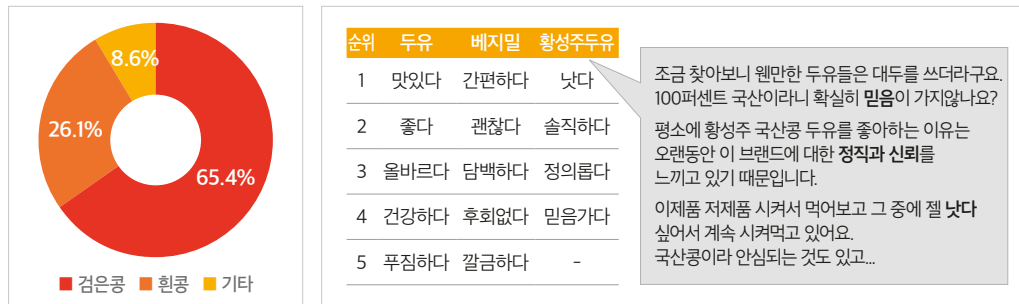 8.6%
26.1%
65.4%
검은콩 흰콩 기타
순위 두유 베지밀 황성주두유
1 맛있다 간편하다 낫다
2 좋다 괜찮다 솔직하다
3 올바르다 담백하다 정의롭다
4 건강하다 후회없다 믿음가다
5 푸짐하다 깔금하다 -
조금 찾아보니 웬만한 두유들은 대두를 쓰더라구요.
100퍼센트 국산이라니 확실히 믿음이 가지않나요?
평소에 황성주 국산콩 두유를 좋아하는 이유는
오랜동안 이 브랜드에 대한 정직과 신뢰를
느끼고 있기 때문입니다.
이제품 저제품 시켜서 먹어보고 그 중에 젤 낫다
싶어서 계속 시켜먹고 있어요.
국산콩이라 안심되는 것도 있고...